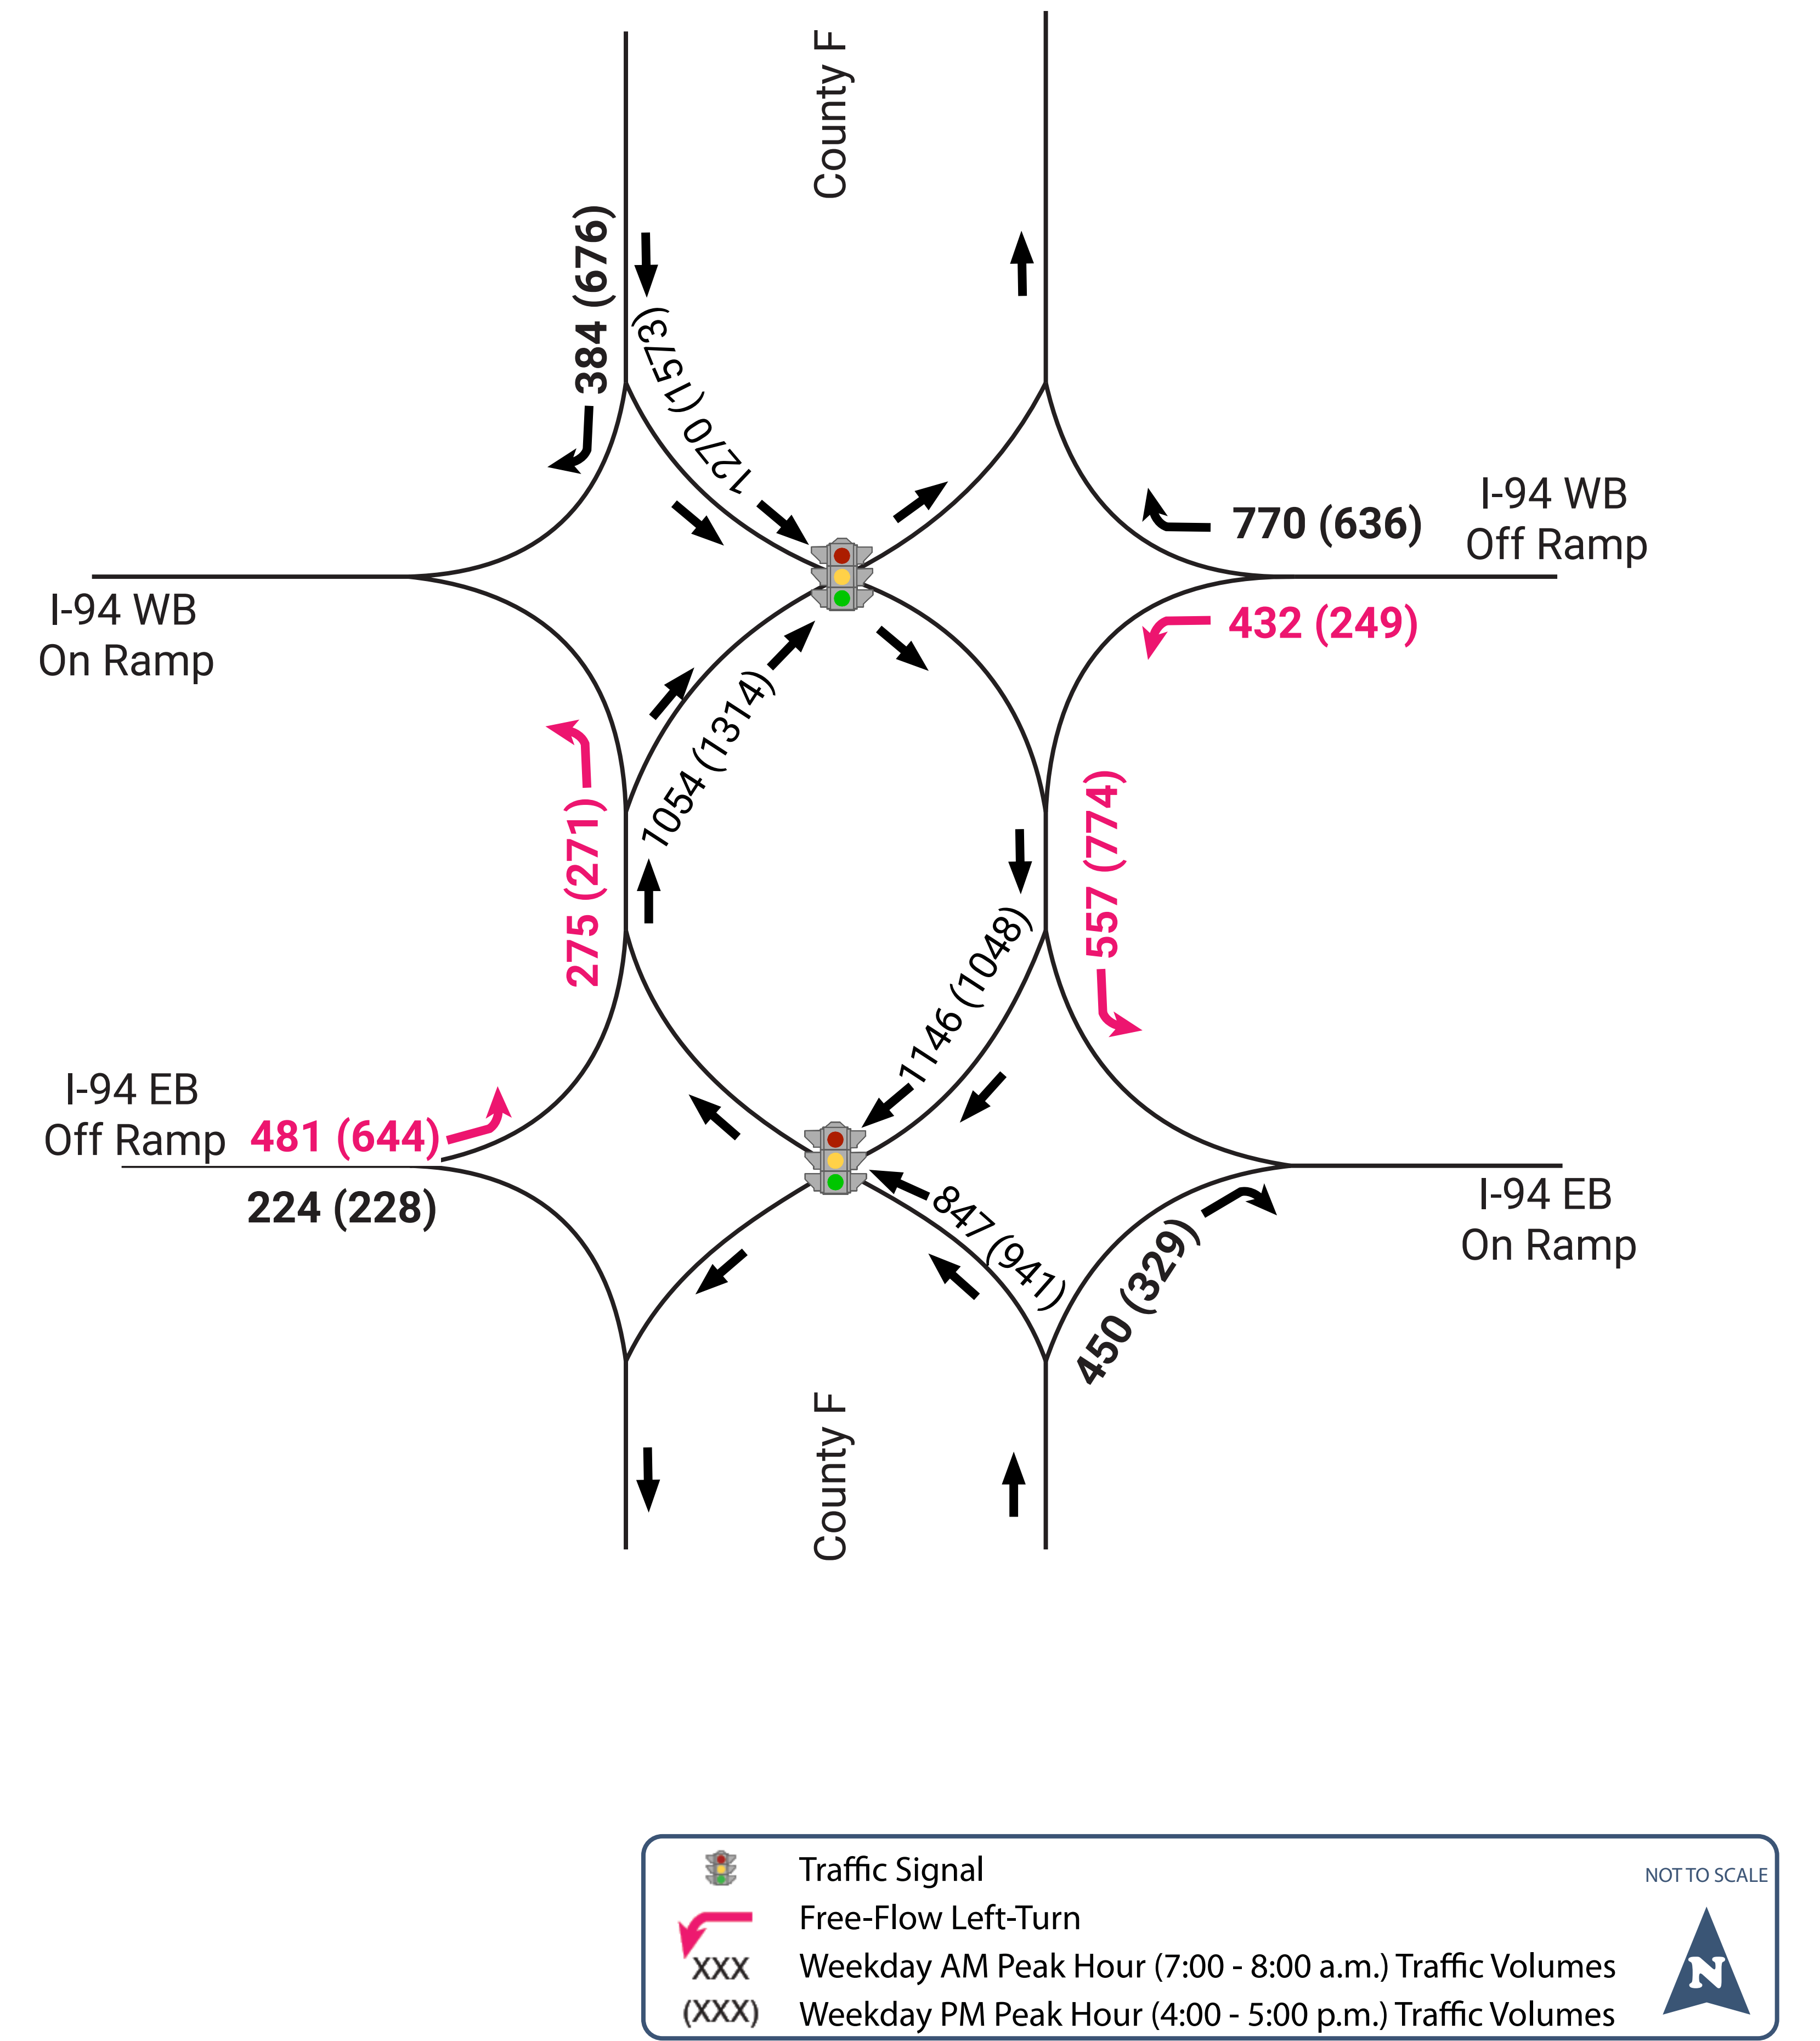 County F
384 (676)
1270 (1573)
I-94 WB
Off Ramp
770 (636)
432 (249)
I-94 WB
On Ramp
1054 (1314)
275 (271)
557 (774)
1146 (1048)
I-94 EB
Off Ramp
481 (644)
224 (228)
847 (941)
450 (329)
I-94 EB
On Ramp
County F
Traffic Signal
NOT TO SCALE
Free-Flow Left-Turn
XXX Weekday AM Peak Hour (7:00 - 8:00 a.m.) Traffic Volumes
(XXX) Weekday PM Peak Hour (4:00 - 5:00 p.m.) Traffic Volumes
N